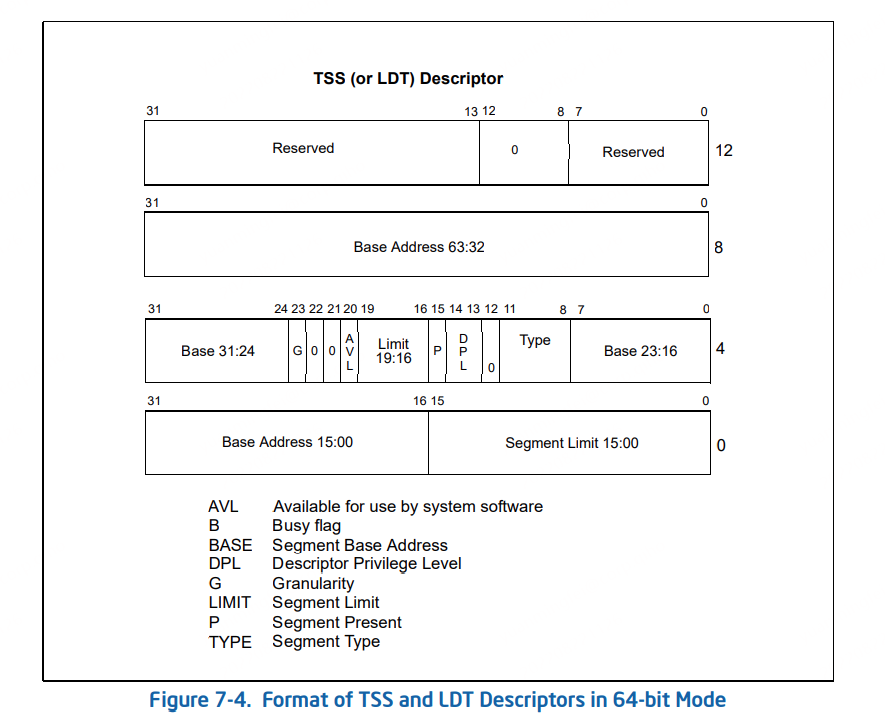 TSS (or LDT) Descriptor
31 13 12 8 7 0
Reserved 0 Reserved 12
31 0
Base Address 63:32 8
31 24 23 22 21 20 19 16 15 14 13 12 11 8 7 0
Base 31:24 G 0 0 AVL Limit 19:16 P DPL 0 Type Base 23:16 4
31 16 15 0
Base Address 15:00 Segment Limit 15:00 0
AVL Available for use by system software
B Busy flag
BASE Segment Base Address
DPL Descriptor Privilege Level
G Granularity
LIMIT Segment Limit
P Segment Present
TYPE Segment Type
Figure 7-4. Format of TSS and LDT Descriptors in 64-bit Mode